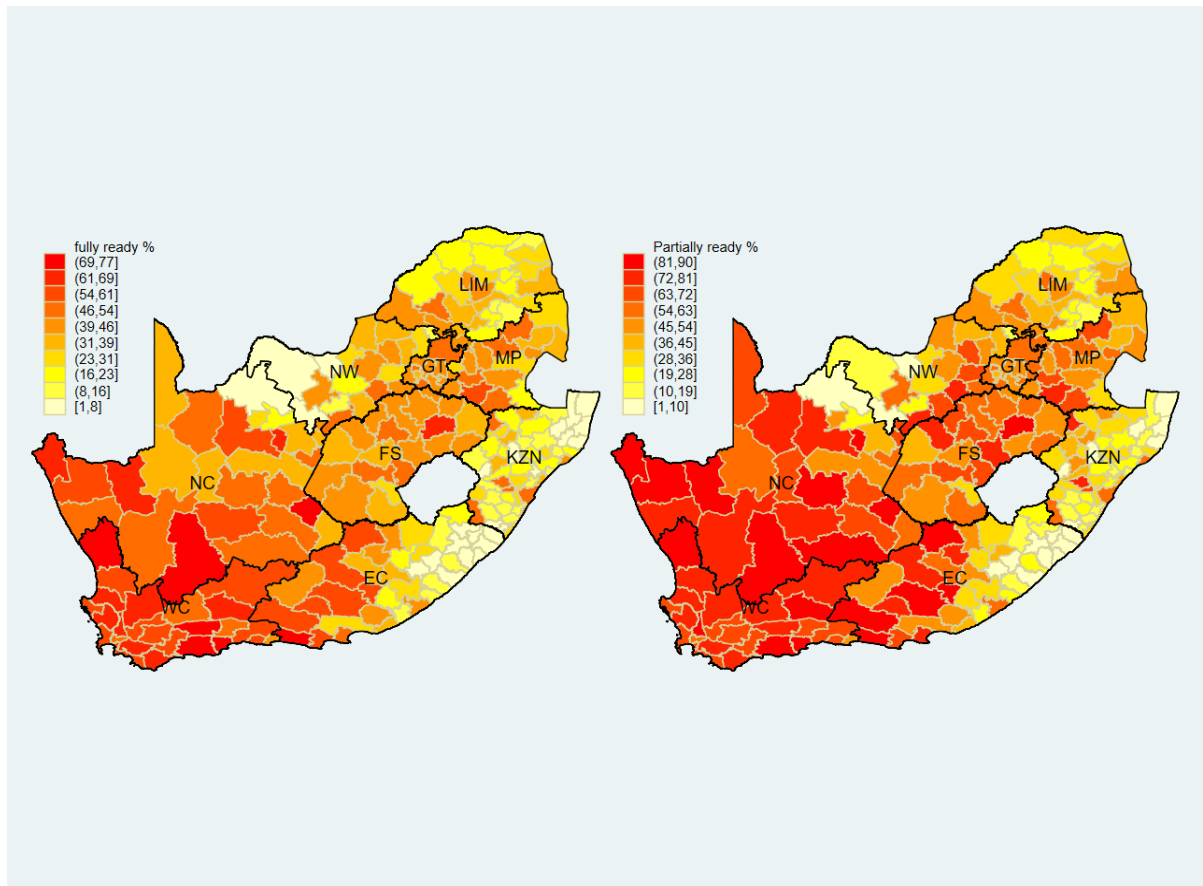 fully ready %
(69,77]
(61,69]
(54,61]
(46,54]
(39,46]
(31,39]
(23,31]
(16,23]
(8,16]
[1,8]
LIM
MP
NW
GT
FS
KZN
NC
EC
WC
Partially ready %
(81,90]
(72,81]
(63,72]
(54,63]
(45,54]
(36,45]
(28,36]
(19,28]
(10,19]
[1,10]
LIM
MP
NW
GT
FS
KZN
NC
EC
WC